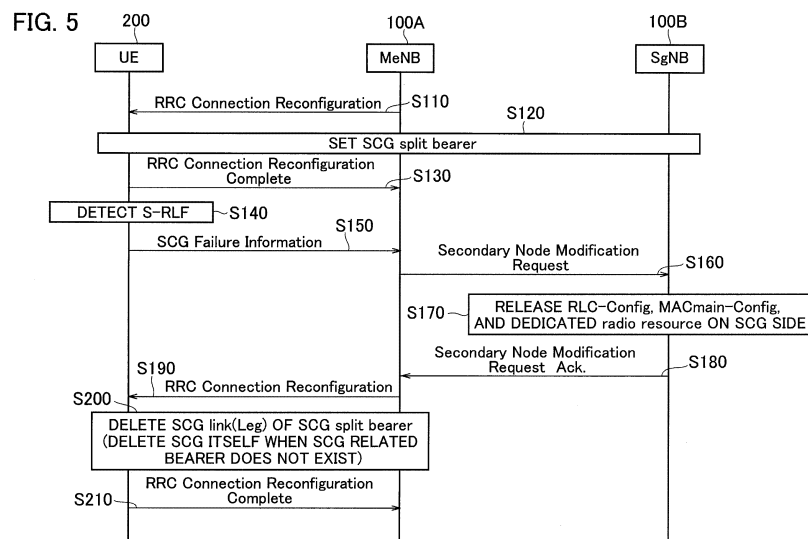 FIG. 5
200
100A
100B
UE
MeNB
SgNB
RRC Connection Reconfiguration
S110
S120
SET SCG split bearer
RRC Connection Reconfiguration
Complete
S130
DETECT S-RLF
S140
S150
SCG Failure Information
Secondary Node Modification
Request
S160
S170
RELEASE RLC-Config, MACmain-Config,
AND DEDICATED radio resource ON SCG SIDE
Secondary Node Modification
Request Ack.
S180
S190
RRC Connection Reconfiguration
S200
DELETE SCG link(Leg) OF SCG split bearer
(DELETE SCG ITSELF WHEN SCG RELATED
BEARER DOES NOT EXIST)
RRC Connection Reconfiguration
Complete
S210